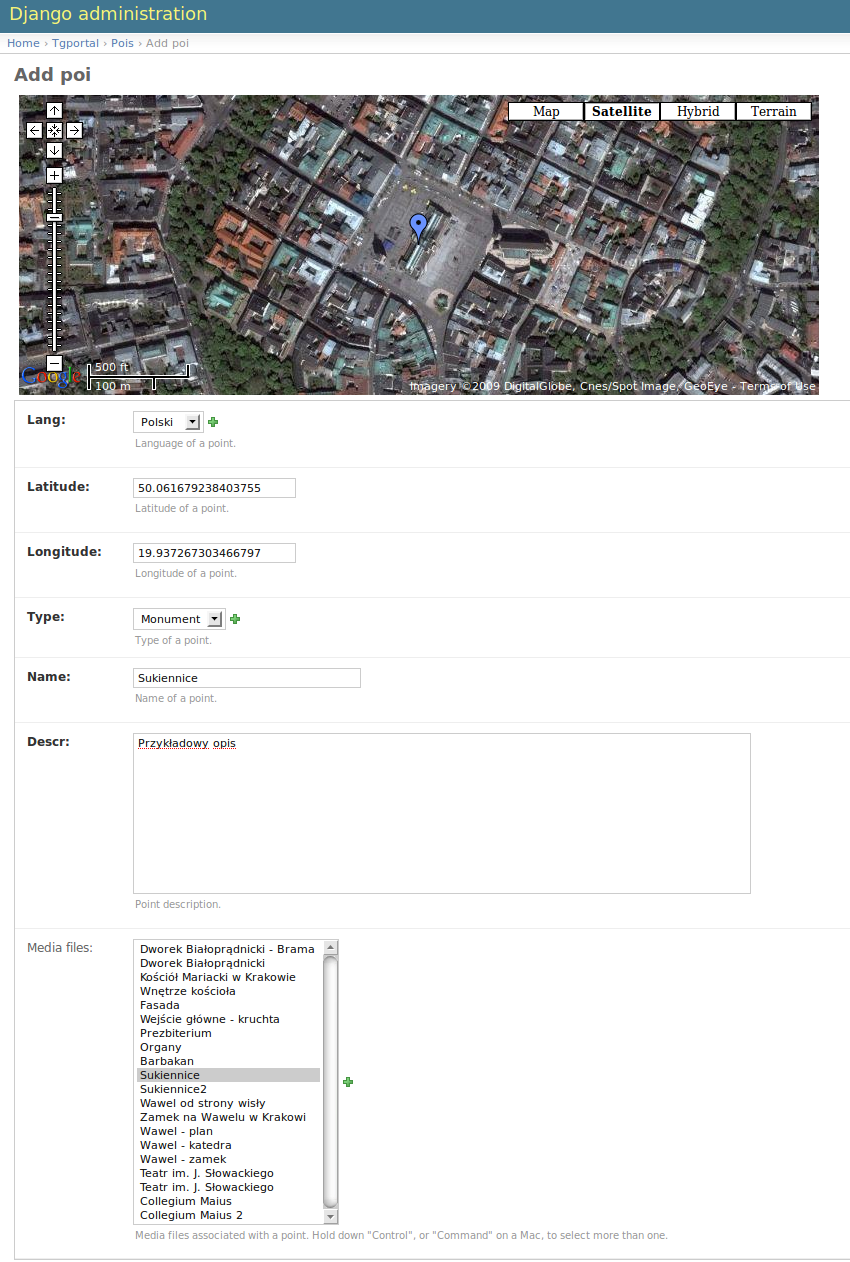 Django administration
Home › Tgportal › Pois › Add poi
Add poi
Map Satellite Hybrid Terrain
500 ft
Google 100 m Imagery ©2009 DigitalGlobe, Cnes/Spot Image, GeoEye - Terms of Use
Lang: Polski
Language of a point.
Latitude: 50.061679238403755
Latitude of a point.
Longitude: 19.937267303466797
Longitude of a point.
Type: Monument
Type of a point.
Name: Sukiennice
Name of a point.
Descr: Przykładowy opis
Point description.
Media files: Dworek Białoprądnicki - Brama
Dworek Białoprądnicki
Kościół Mariacki w Krakowie
Wnętrze kościoła
Fasada
Wejście główne - kruchta
Prezbiterium
Organy
Barbakan
Sukiennice
Sukiennice2
Wawel od strony wisły
Zamek na Wawelu w Krakowi
Wawel - plan
Wawel - katedra
Wawel - zamek
Teatr im. J. Słowackiego
Teatr im. J. Słowackiego
Collegium Maius
Collegium Maius 2
Media files associated with a point. Hold down "Control", or "Command" on a Mac, to select more than one.